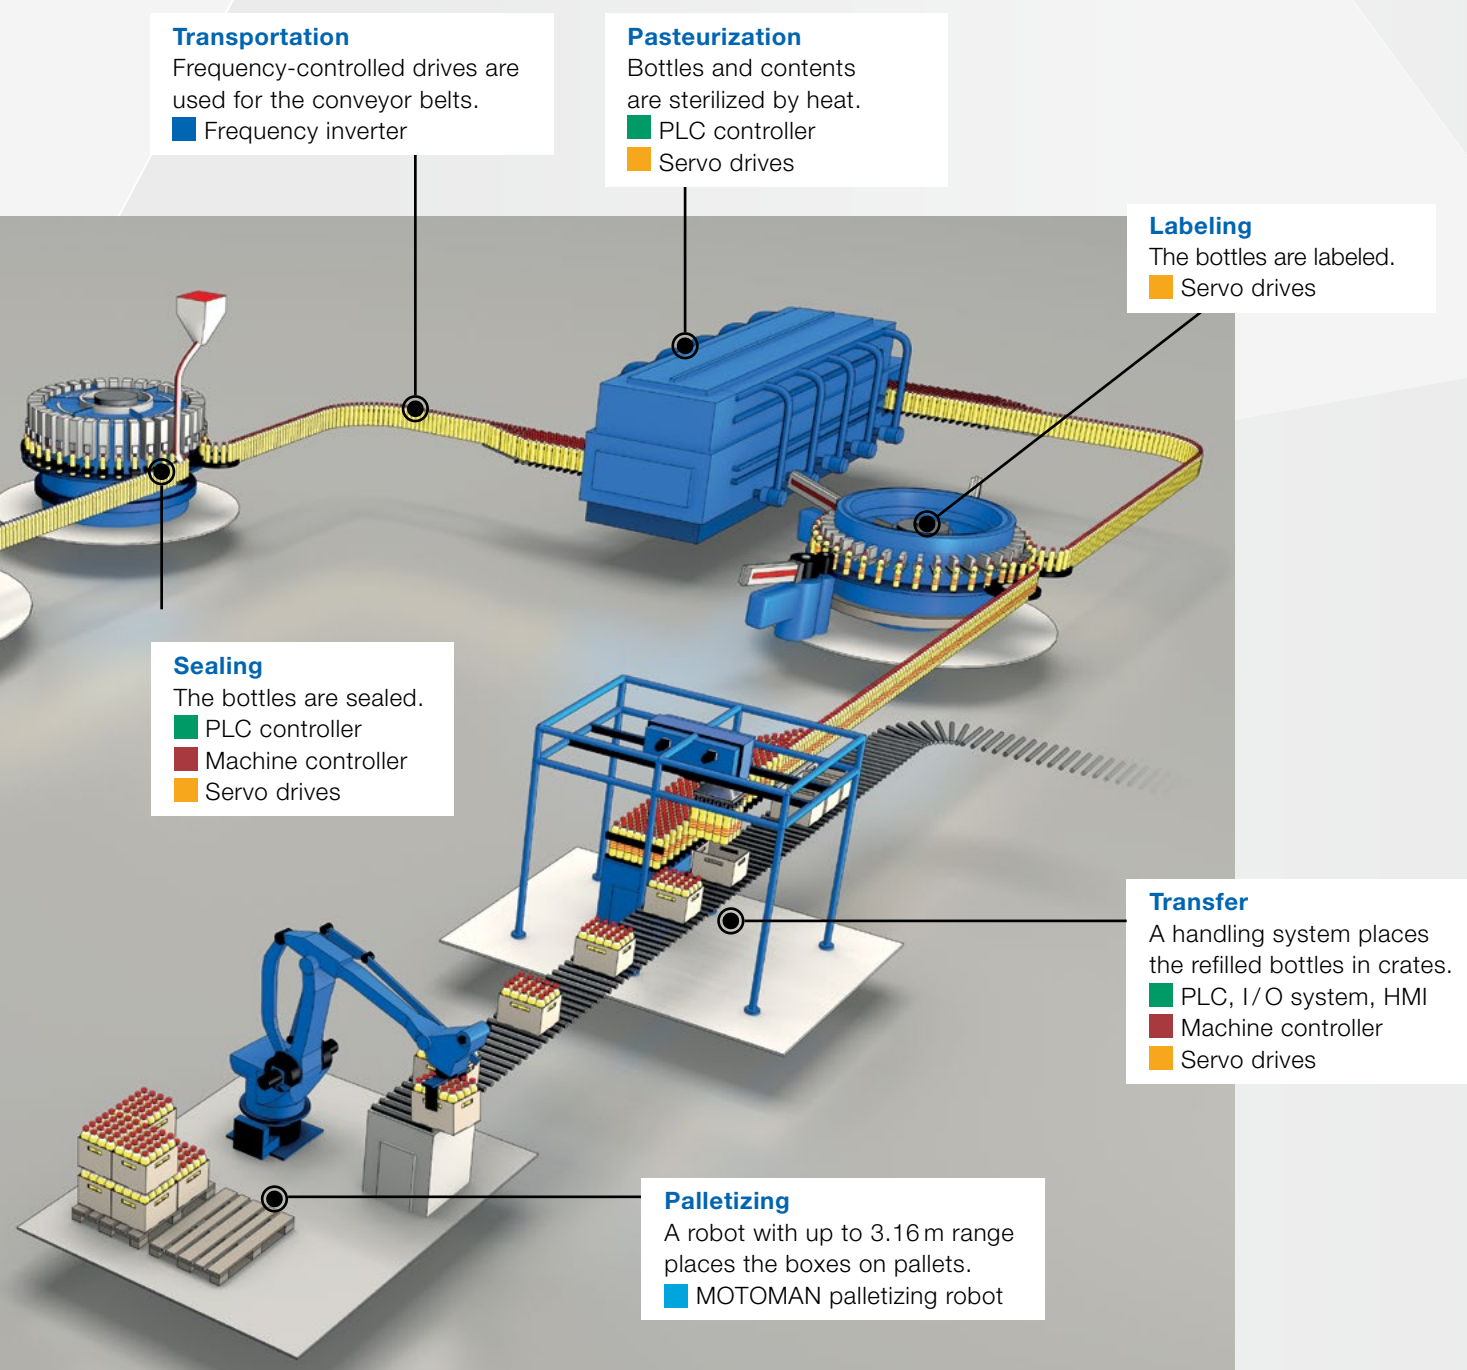 Transportation
Frequency-controlled drives are
used for the conveyor belts.
Frequency inverter
Pasteurization
Bottles and contents
are sterilized by heat.
PLC controller
Servo drives
Labeling
The bottles are labeled.
Servo drives
Sealing
The bottles are sealed.
PLC controller
Machine controller
Servo drives
Transfer
A handling system places
the refilled bottles in crates.
PLC, I/O system, HMI
Machine controller
Servo drives
Palletizing
A robot with up to 3.16 m range
places the boxes on pallets.
MOTOMAN palletizing robot